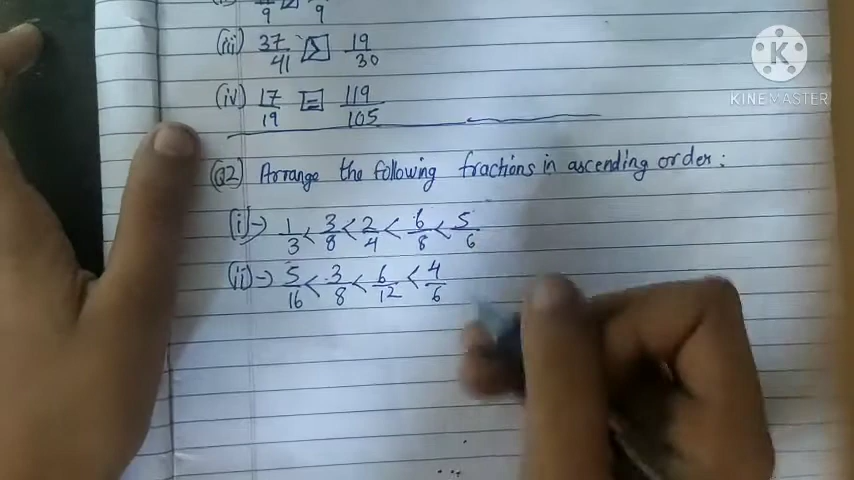 9 9
(iii) 37/41 > 19/30
(iv) 17/19 = 119/105
Q2) Arrange the following fractions in ascending order:
(i)→ 1/3 < 3/8 < 2/4 < 6/8 < 5/6
(ii)→ 5/16 < 3/8 < 6/12 < 4/6
KINEMASTER